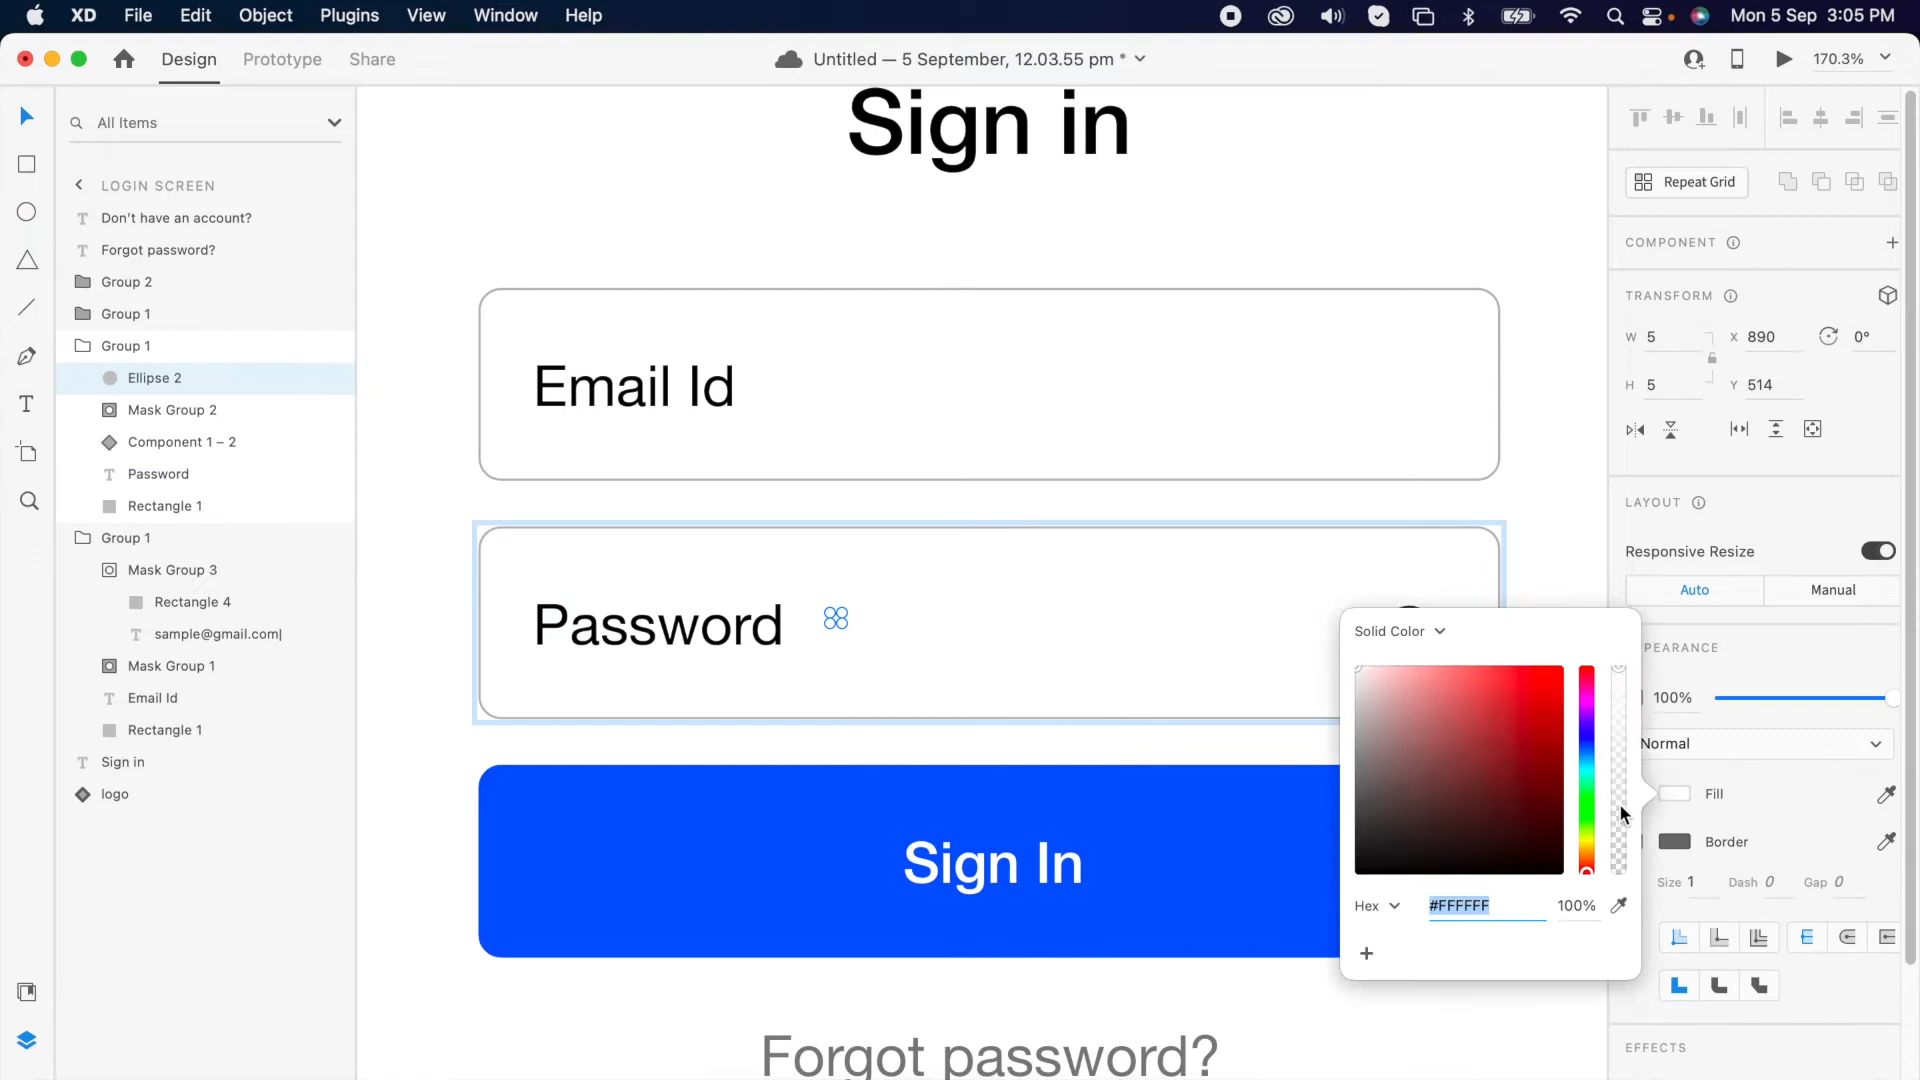 XD File Edit Object Plugins View Window Help Mon 5 Sep 3:05 PM
Design Prototype Share Untitled — 5 September, 12.03.55 pm * 170.3%
All Items
LOGIN SCREEN
Don't have an account?
Forgot password?
Group 2
Group 1
Group 1
Ellipse 2
Mask Group 2
Component 1 – 2
Password
Rectangle 1
Group 1
Mask Group 3
Rectangle 4
sample@gmail.com|
Mask Group 1
Email Id
Rectangle 1
Sign in
logo
Sign in
Email Id
Password
Sign In
Forgot password?
Solid Color
Hex #FFFFFF 100%
Repeat Grid
COMPONENT
TRANSFORM
W 5 X 890 0°
H 5 Y 514
LAYOUT
Responsive Resize
Auto Manual
PEARANCE
100%
Normal
Fill
Border
Size 1 Dash 0 Gap 0
EFFECTS